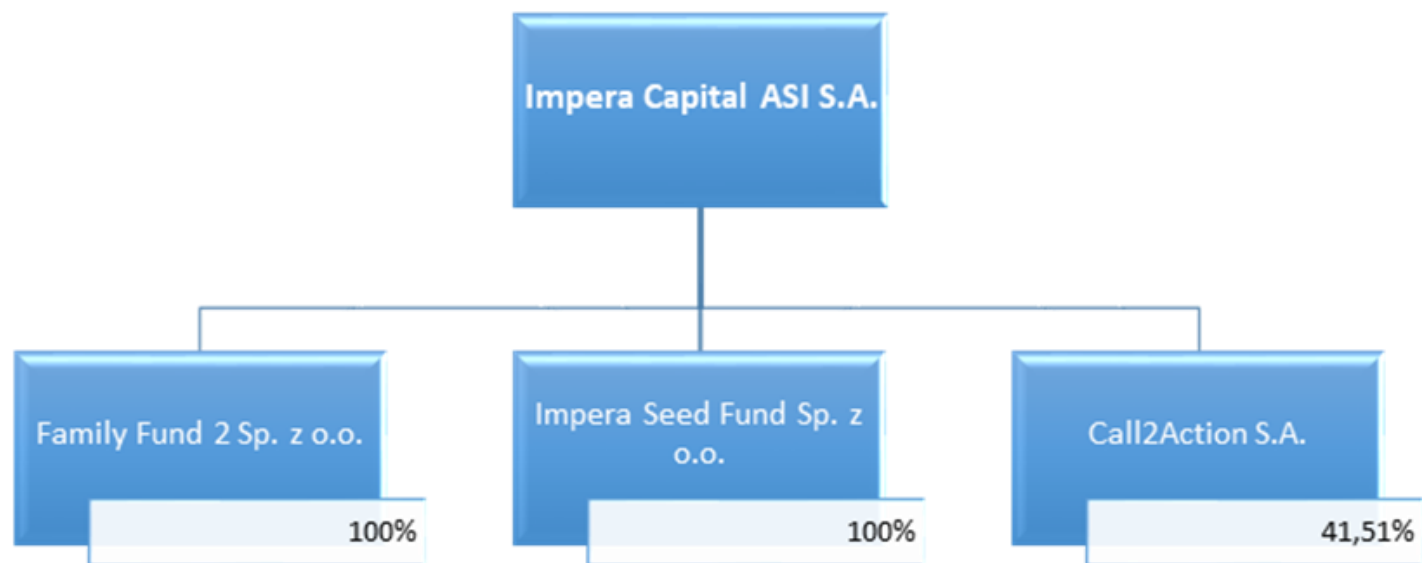 Impera Capital ASI S.A.
Family Fund 2 Sp. z o.o.
100%
Impera Seed Fund Sp. z
o.o.
100%
Call2Action S.A.
41,51%